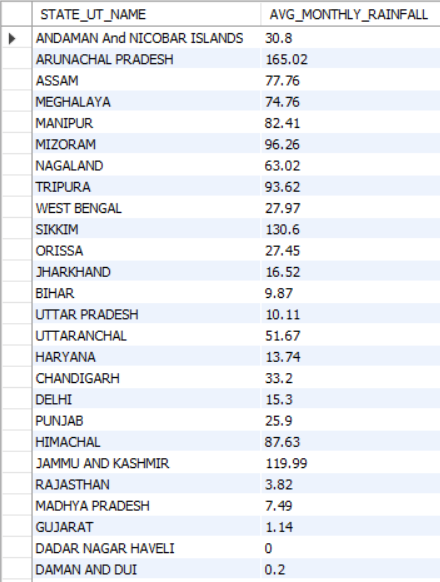 STATE_UT_NAME AVG_MONTHLY_RAINFALL
ANDAMAN And NICOBAR ISLANDS 30.8
ARUNACHAL PRADESH 165.02
ASSAM 77.76
MEGHALAYA 74.76
MANIPUR 82.41
MIZORAM 96.26
NAGALAND 63.02
TRIPURA 93.62
WEST BENGAL 27.97
SIKKIM 130.6
ORISSA 27.45
JHARKHAND 16.52
BIHAR 9.87
UTTAR PRADESH 10.11
UTTARANCHAL 51.67
HARYANA 13.74
CHANDIGARH 33.2
DELHI 15.3
PUNJAB 25.9
HIMACHAL 87.63
JAMMU AND KASHMIR 119.99
RAJASTHAN 3.82
MADHYA PRADESH 7.49
GUJARAT 1.14
DADAR NAGAR HAVELI 0
DAMAN AND DUI 0.2